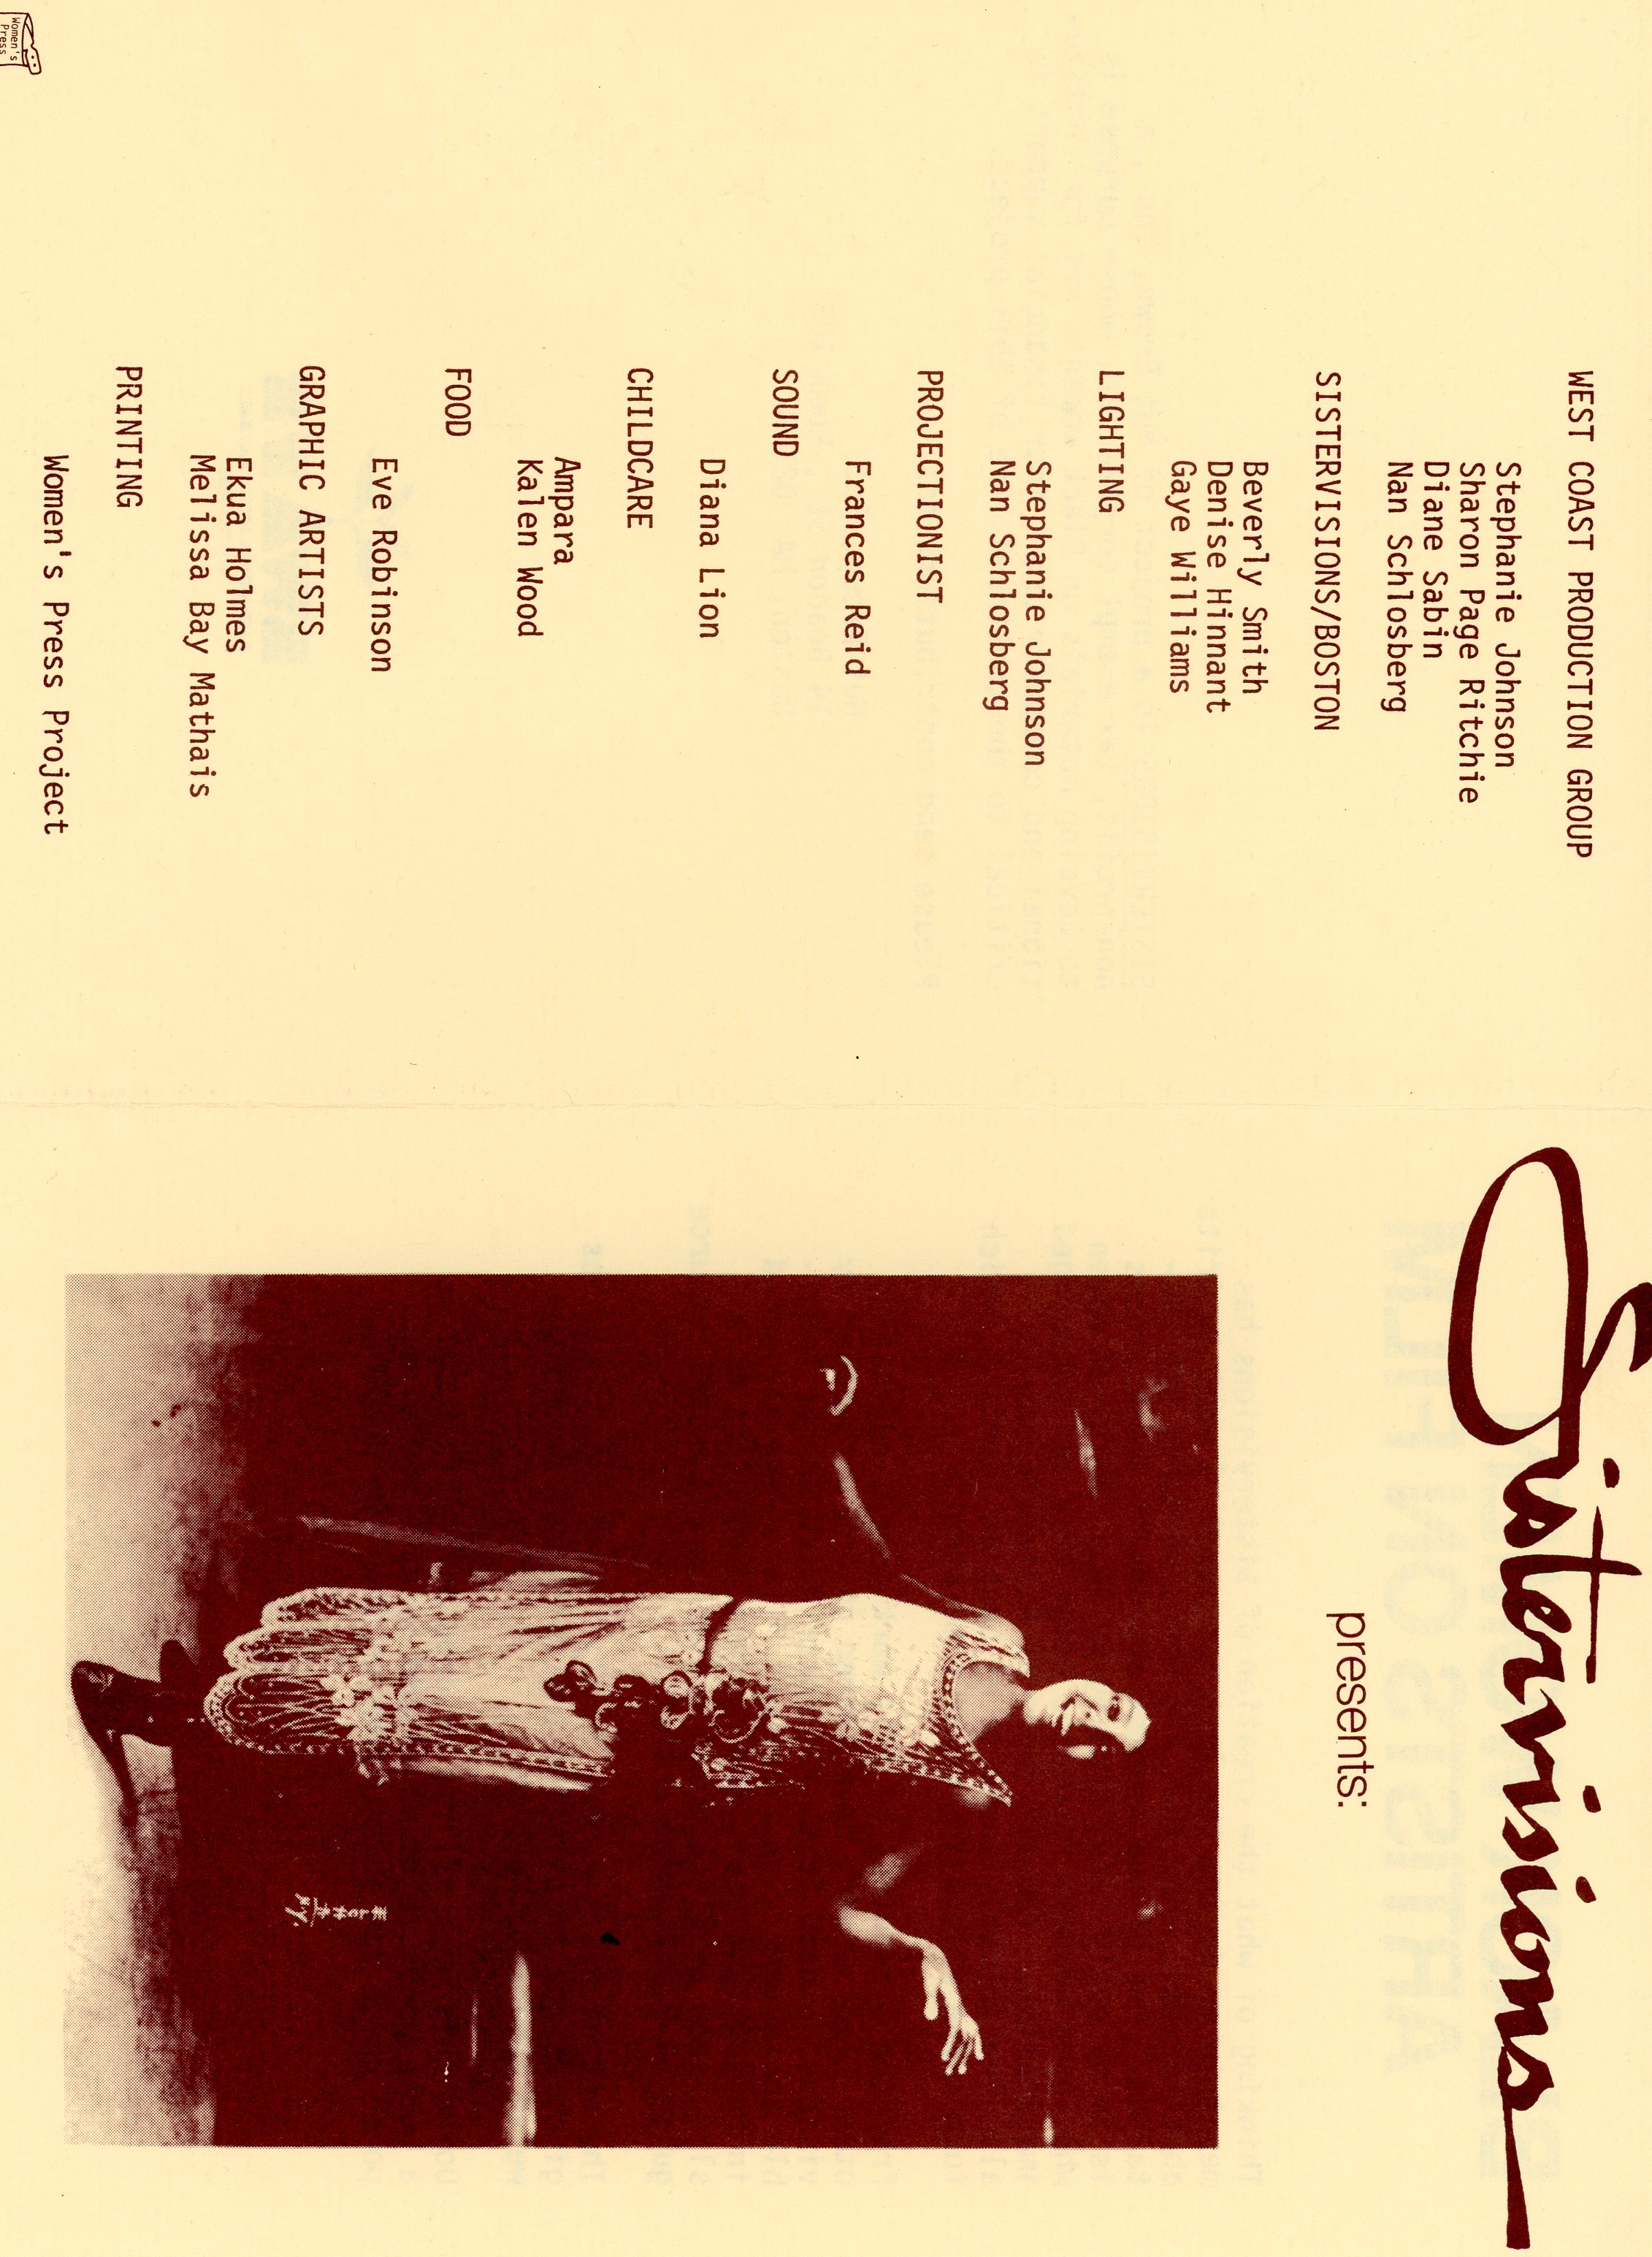 WEST COAST PRODUCTION GROUP
Stephanie Johnson
Sharon Page Ritchie
Diane Sabin
Nan Schlosberg
SISTERVISIONS/BOSTON
Beverly Smith
Denise Hinnant
Gaye Williams
LIGHTING
Stephanie Johnson
Nan Schlosberg
PROJECTIONIST
Frances Reid
SOUND
Diana Lion
CHILDCARE
Ampara
Kalen Wood
FOOD
Eve Robinson
GRAPHIC ARTISTS
Ekua Holmes
Melissa Bay Mathais
PRINTING
Women's Press Project
Women's
Press
Sistervisions
presents:
ELCHA
N.Y.